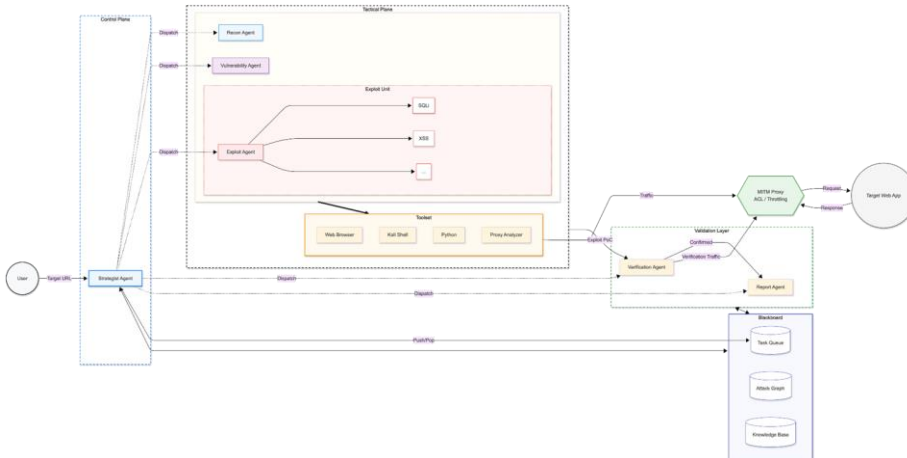 Control Plane
Tactical Plane
Dispatch
Recon Agent
Dispatch
Vulnerability Agent
Exploit Unit
SQLi
Dispatch
Exploit Agent
XSS
...
Toolset
Web Browser
Kali Shell
Python
Proxy Analyzer
Traffic
MITM Proxy
ACL / Throttling
Request
Response
Target Web App
Validation Layer
Exploit PoC
Confirmed
Verification Traffic
Verification Agent
Report Agent
User
Target URL
Strategist Agent
Dispatch
Dispatch
Push/Pop
Blackboard
Task Queue
Attack Graph
Knowledge Base